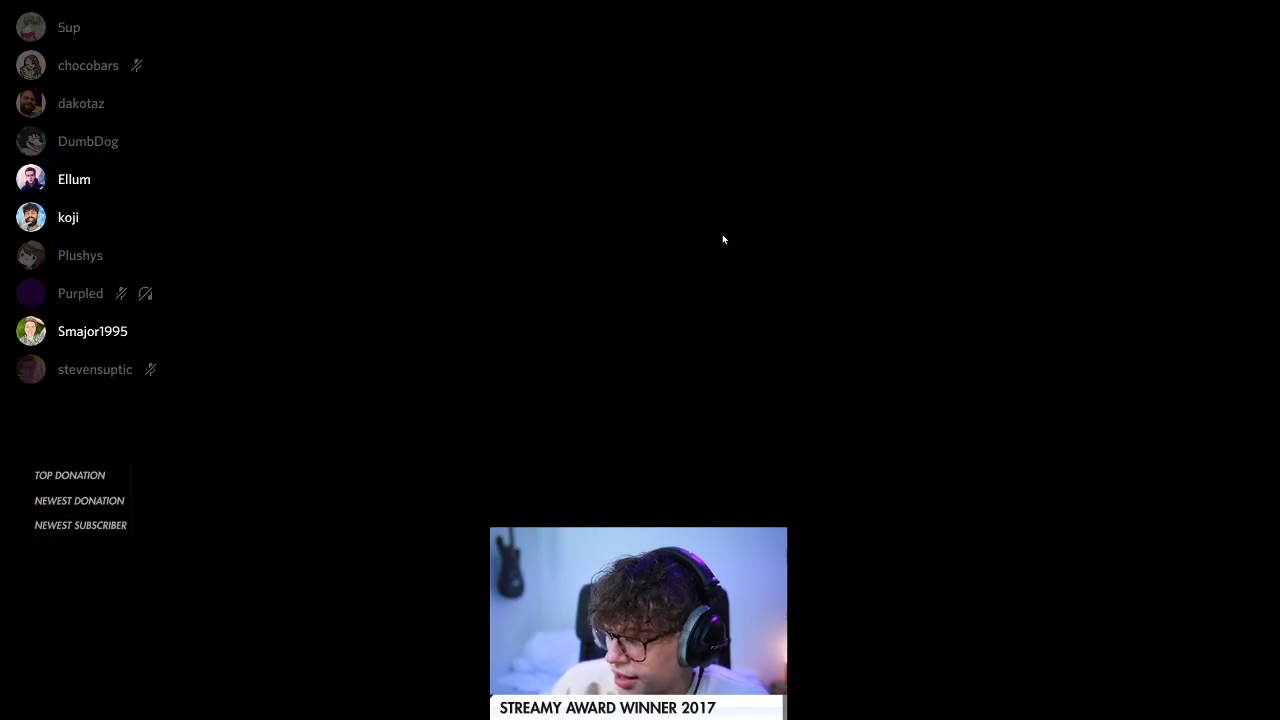 5up
chocobars
dakotaz
DumbDog
Ellum
koji
Plushys
Purpled
Smajor1995
stevensuptic
TOP DONATION
NEWEST DONATION
NEWEST SUBSCRIBER
STREAMY AWARD WINNER 2017